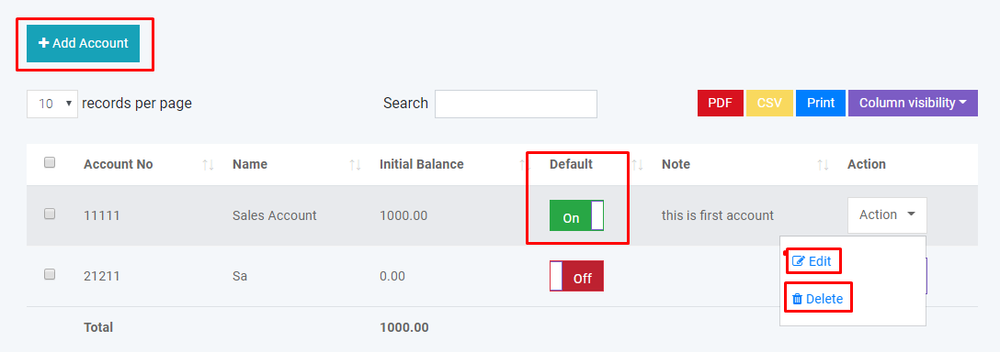 Add Account
10 records per page Search PDF CSV Print Column visibility
Account No Name Initial Balance Default Note Action
11111 Sales Account 1000.00 On this is first account Action
Edit
21211 Sa 0.00 Off
Delete
Total 1000.00